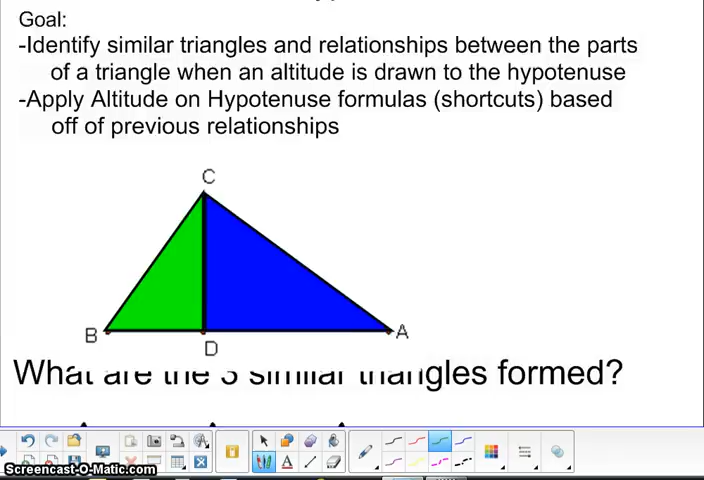 Goal:
-Identify similar triangles and relationships between the parts
of a triangle when an altitude is drawn to the hypotenuse
-Apply Altitude on Hypotenuse formulas (shortcuts) based
off of previous relationships
C
B
A
D
What are the 3 similar triangles formed?
A
Screencast-O-Matic.com